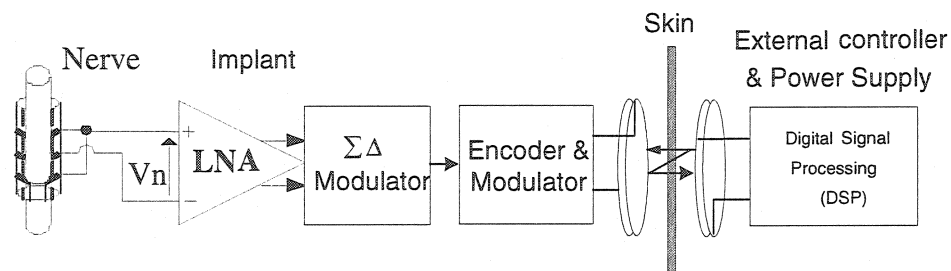 Nerve
Implant
Skin
External controller
& Power Supply
Vn
+
LNA
−
ΣΔ
Modulator
Encoder &
Modulator
Digital Signal
Processing
(DSP)